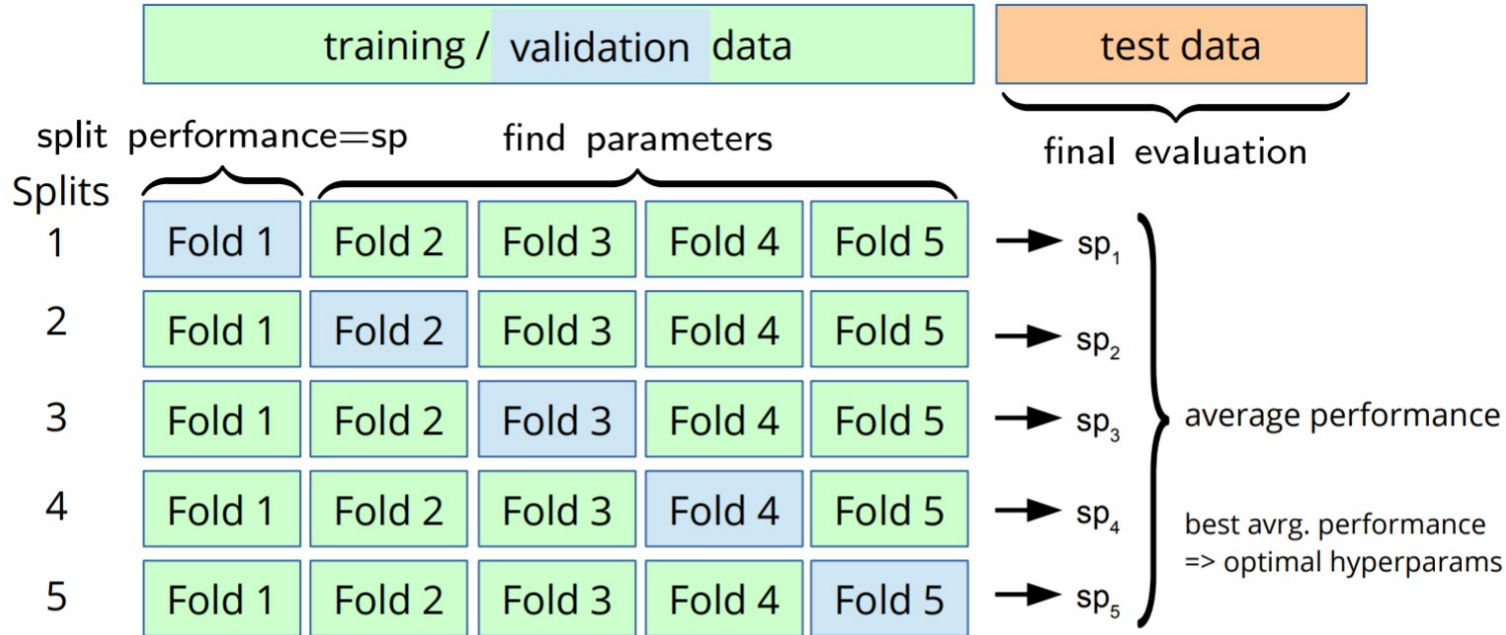 training / validation data
test data
split performance=sp
find parameters
final evaluation
Splits
1 Fold 1 Fold 2 Fold 3 Fold 4 Fold 5 sp₁
2 Fold 1 Fold 2 Fold 3 Fold 4 Fold 5 sp₂
3 Fold 1 Fold 2 Fold 3 Fold 4 Fold 5 sp₃
average performance
4 Fold 1 Fold 2 Fold 3 Fold 4 Fold 5 sp₄
best avrg. performance
=> optimal hyperparams
5 Fold 1 Fold 2 Fold 3 Fold 4 Fold 5 sp₅